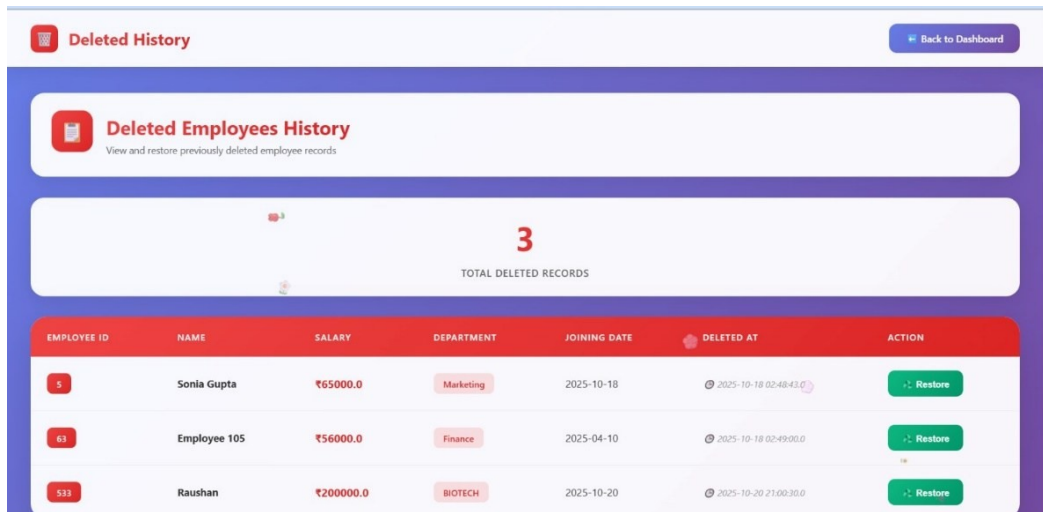 Deleted History
Back to Dashboard
Deleted Employees History
View and restore previously deleted employee records
3
TOTAL DELETED RECORDS
EMPLOYEE ID NAME SALARY DEPARTMENT JOINING DATE DELETED AT ACTION
5 Sonia Gupta ₹65000.0 Marketing 2025-10-18 2025-10-18 02:48:43.0 Restore
63 Employee 105 ₹56000.0 Finance 2025-04-10 2025-10-18 02:49:00.0 Restore
533 Raushan ₹200000.0 BIOTECH 2025-10-20 2025-10-20 21:00:30.0 Restore